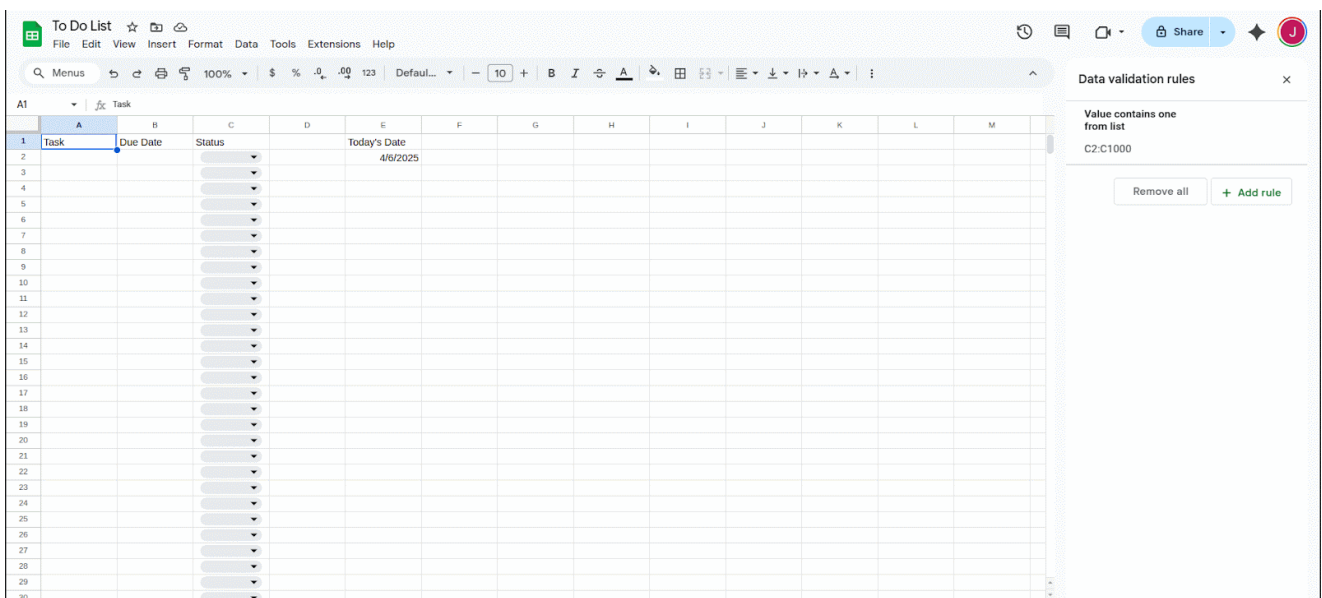 To Do List
File Edit View Insert Format Data Tools Extensions Help
Share
J
Menus 100% $ % .0 .00 123 Defaul... − 10 + B I A A
A1 fx Task
A B C D E F G H I J K L M
1 Task Due Date Status Today's Date
2 4/6/2025
3
4
5
6
7
8
9
10
11
12
13
14
15
16
17
18
19
20
21
22
23
24
25
26
27
28
29
30
Data validation rules
Value contains one
from list
C2:C1000
Remove all + Add rule